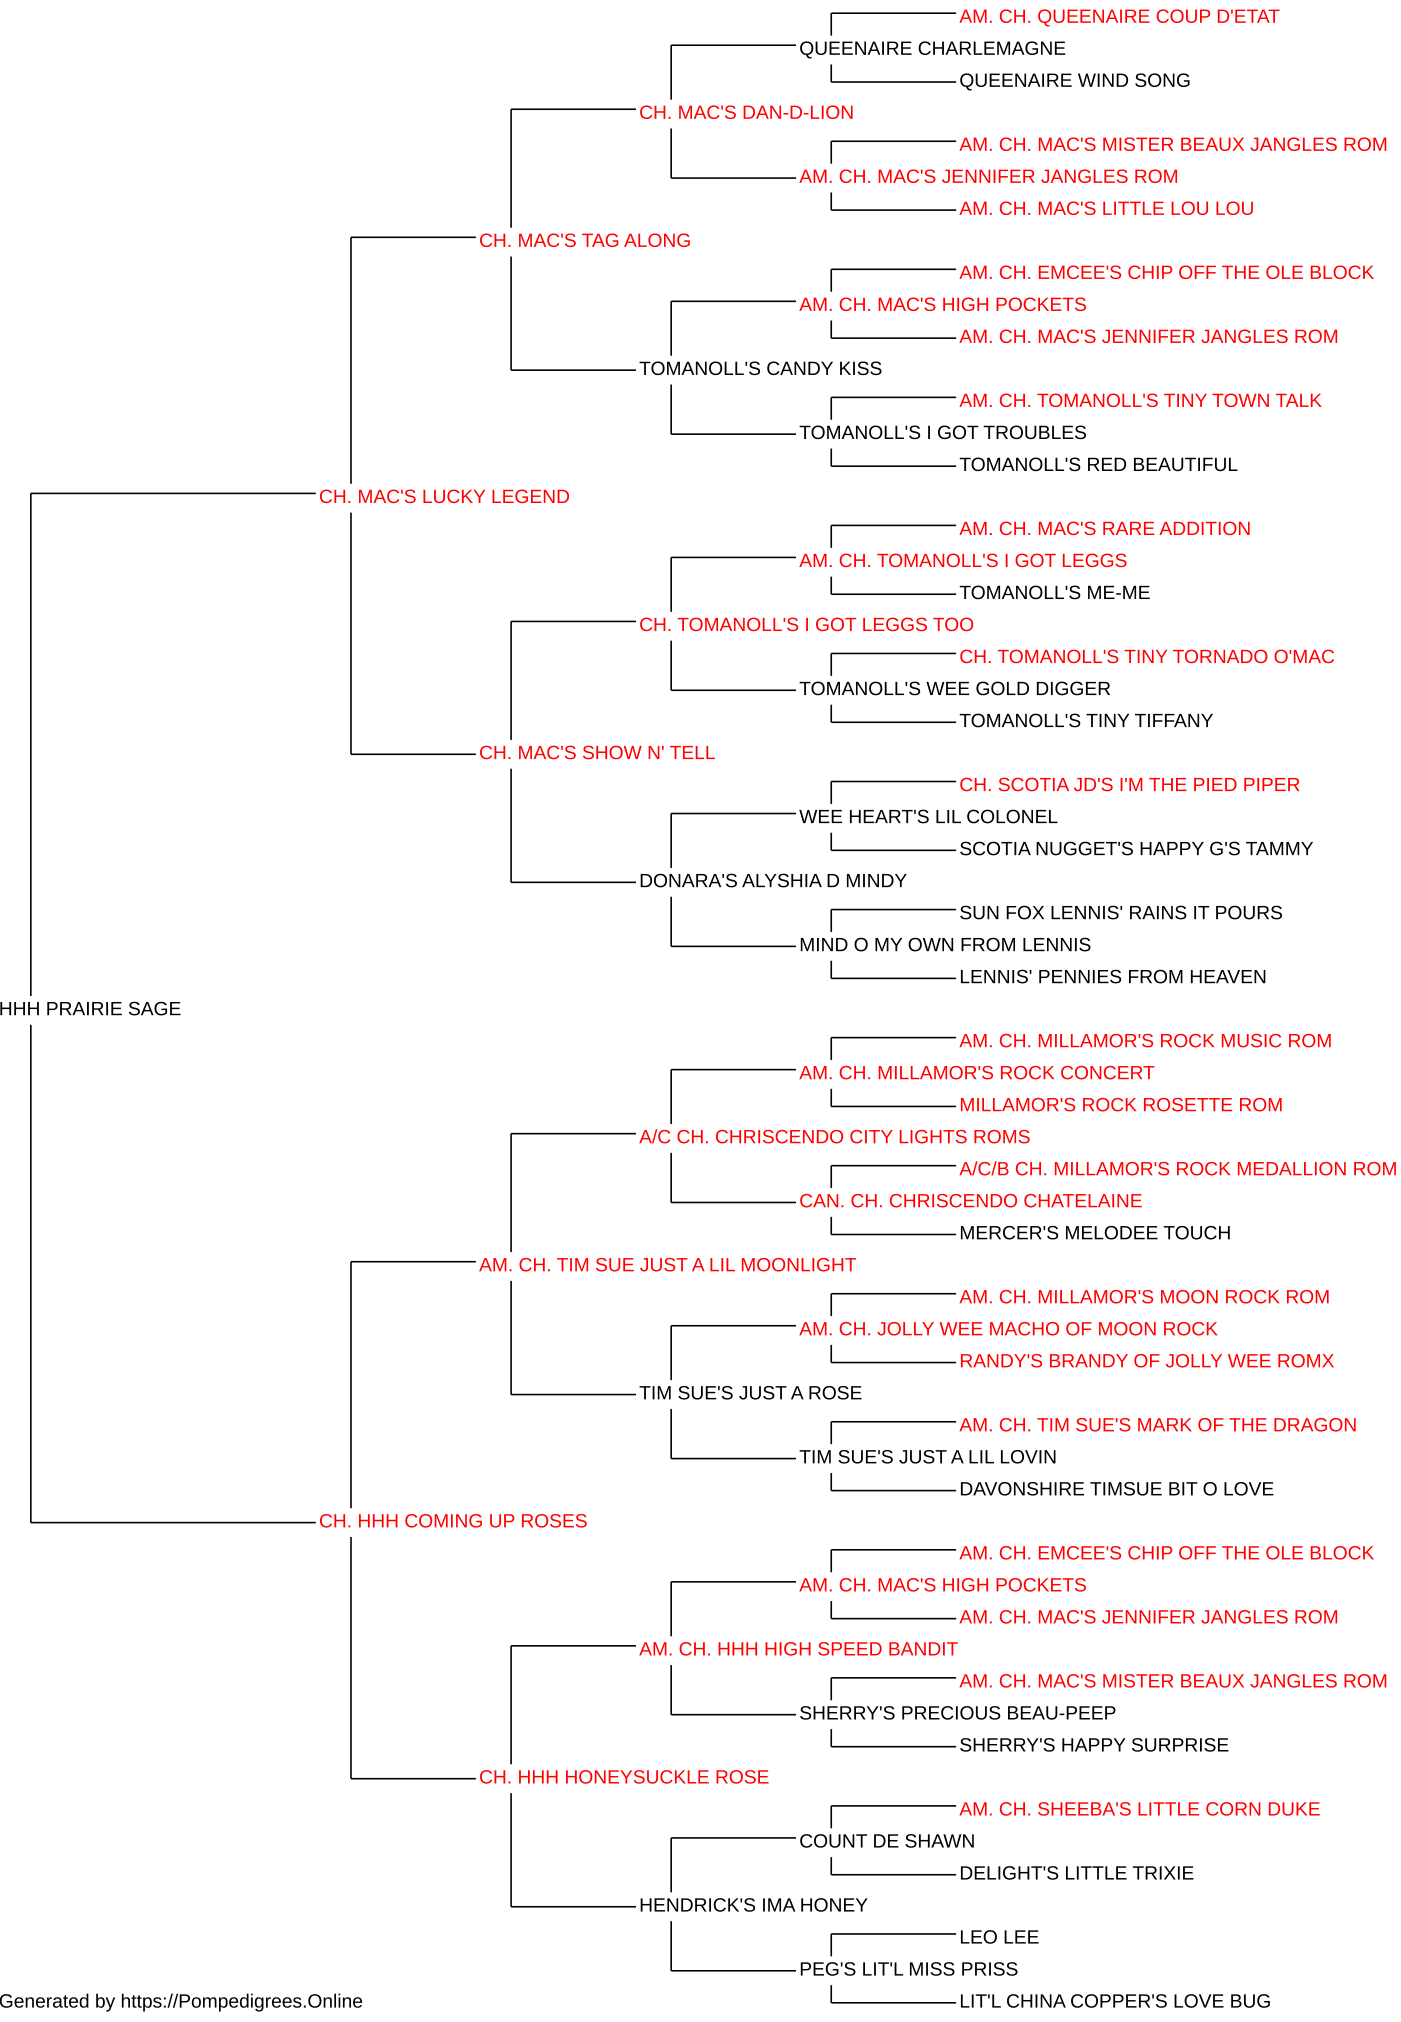 AM. CH. QUEENAIRE COUP D'ETAT
QUEENAIRE CHARLEMAGNE
QUEENAIRE WIND SONG
CH. MAC'S DAN-D-LION
AM. CH. MAC'S MISTER BEAUX JANGLES ROM
AM. CH. MAC'S JENNIFER JANGLES ROM
AM. CH. MAC'S LITTLE LOU LOU
CH. MAC'S TAG ALONG
AM. CH. EMCEE'S CHIP OFF THE OLE BLOCK
AM. CH. MAC'S HIGH POCKETS
AM. CH. MAC'S JENNIFER JANGLES ROM
TOMANOLL'S CANDY KISS
AM. CH. TOMANOLL'S TINY TOWN TALK
TOMANOLL'S I GOT TROUBLES
TOMANOLL'S RED BEAUTIFUL
CH. MAC'S LUCKY LEGEND
AM. CH. MAC'S RARE ADDITION
AM. CH. TOMANOLL'S I GOT LEGGS
TOMANOLL'S ME-ME
CH. TOMANOLL'S I GOT LEGGS TOO
CH. TOMANOLL'S TINY TORNADO O'MAC
TOMANOLL'S WEE GOLD DIGGER
TOMANOLL'S TINY TIFFANY
CH. MAC'S SHOW N' TELL
CH. SCOTIA JD'S I'M THE PIED PIPER
WEE HEART'S LIL COLONEL
SCOTIA NUGGET'S HAPPY G'S TAMMY
DONARA'S ALYSHIA D MINDY
SUN FOX LENNIS' RAINS IT POURS
MIND O MY OWN FROM LENNIS
LENNIS' PENNIES FROM HEAVEN
HHH PRAIRIE SAGE
AM. CH. MILLAMOR'S ROCK MUSIC ROM
AM. CH. MILLAMOR'S ROCK CONCERT
MILLAMOR'S ROCK ROSETTE ROM
A/C CH. CHRISCENDO CITY LIGHTS ROMS
A/C/B CH. MILLAMOR'S ROCK MEDALLION ROM
CAN. CH. CHRISCENDO CHATELAINE
MERCER'S MELODEE TOUCH
AM. CH. TIM SUE JUST A LIL MOONLIGHT
AM. CH. MILLAMOR'S MOON ROCK ROM
AM. CH. JOLLY WEE MACHO OF MOON ROCK
RANDY'S BRANDY OF JOLLY WEE ROMX
TIM SUE'S JUST A ROSE
AM. CH. TIM SUE'S MARK OF THE DRAGON
TIM SUE'S JUST A LIL LOVIN
DAVONSHIRE TIMSUE BIT O LOVE
CH. HHH COMING UP ROSES
AM. CH. EMCEE'S CHIP OFF THE OLE BLOCK
AM. CH. MAC'S HIGH POCKETS
AM. CH. MAC'S JENNIFER JANGLES ROM
AM. CH. HHH HIGH SPEED BANDIT
AM. CH. MAC'S MISTER BEAUX JANGLES ROM
SHERRY'S PRECIOUS BEAU-PEEP
SHERRY'S HAPPY SURPRISE
CH. HHH HONEYSUCKLE ROSE
AM. CH. SHEEBA'S LITTLE CORN DUKE
COUNT DE SHAWN
DELIGHT'S LITTLE TRIXIE
HENDRICK'S IMA HONEY
LEO LEE
PEG'S LIT'L MISS PRISS
LIT'L CHINA COPPER'S LOVE BUG
Generated by https://Pompedigrees.Online